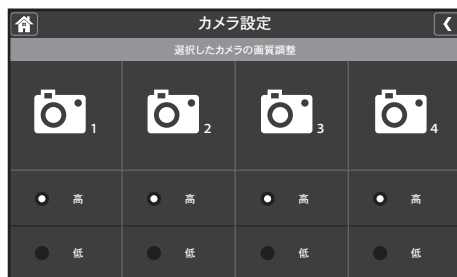 カメラ設定
選択したカメラの画質調整
1 2 3 4
高 高 高 高
低 低 低 低